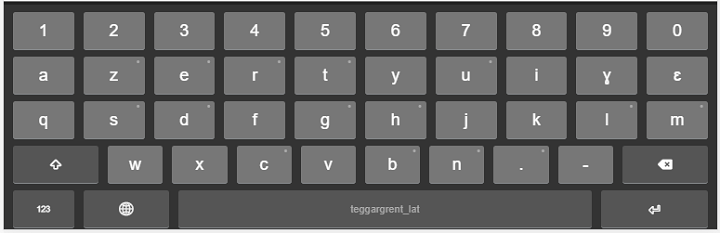 1 2 3 4 5 6 7 8 9 0
a z e r t y u i ɣ ɛ
q s d f g h j k l m
w x c v b n . -
123 teggargrent_lat